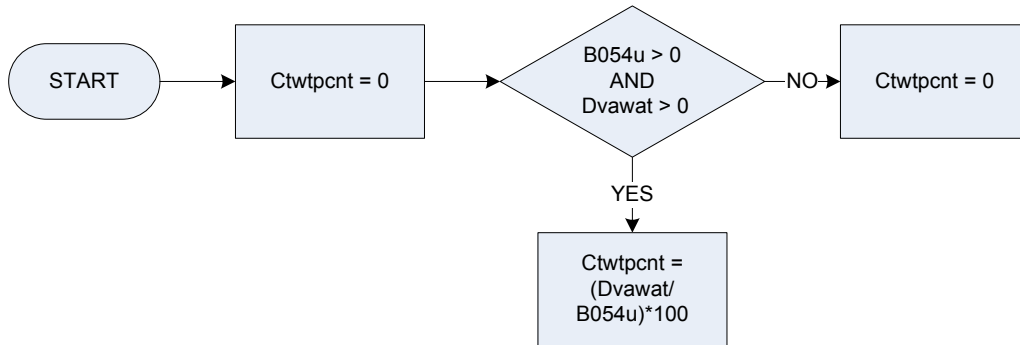 START
Ctwtpcnt = 0
B054u > 0
AND
Dvawat > 0
NO
Ctwtpcnt = 0
YES
Ctwtpcnt =
(Dvawat/
B054u)*100